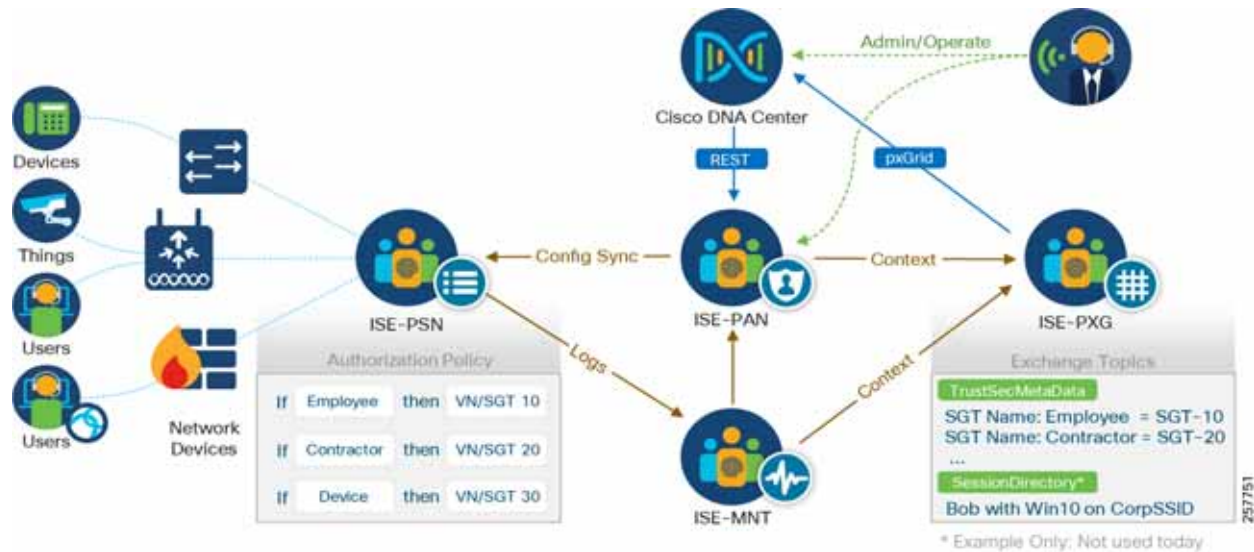 Admin/Operate
Cisco DNA Center
REST
pxGrid
Devices
Things
Users
Users
Network
Devices
Config Sync
Context
ISE-PSN
ISE-PAN
ISE-PXG
Logs
Context
ISE-MNT
Authorization Policy
If Employee then VN/SGT 10
If Contractor then VN/SGT 20
If Device then VN/SGT 30
Exchange Topics
TrustSecMetaData
SGT Name: Employee = SGT-10
SGT Name: Contractor = SGT-20
...
SessionDirectory*
Bob with Win10 on CorpSSID
* Example Only; Not used today
257751